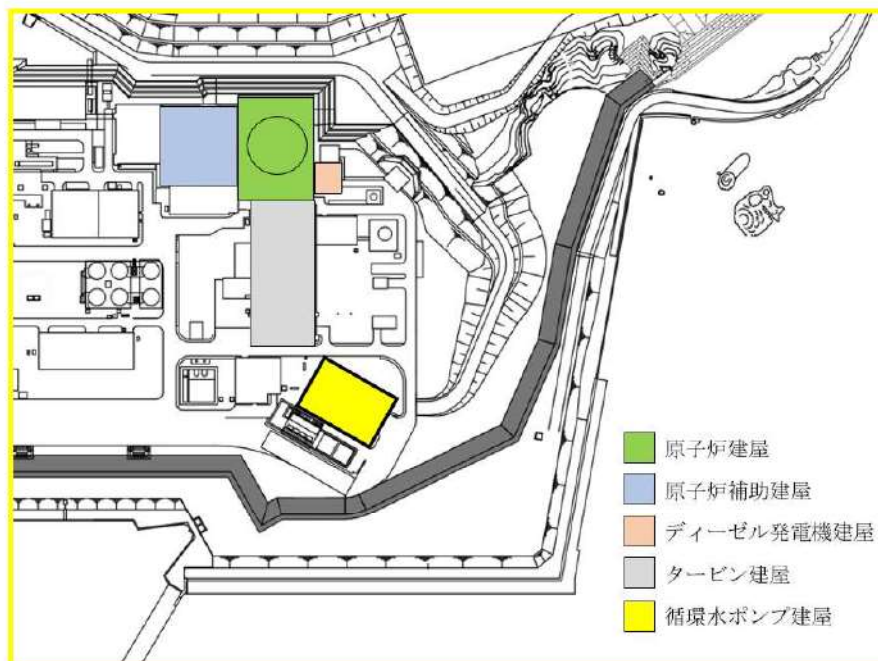 原子炉建屋
原子炉補助建屋
ディーゼル発電機建屋
タービン建屋
循環水ポンプ建屋